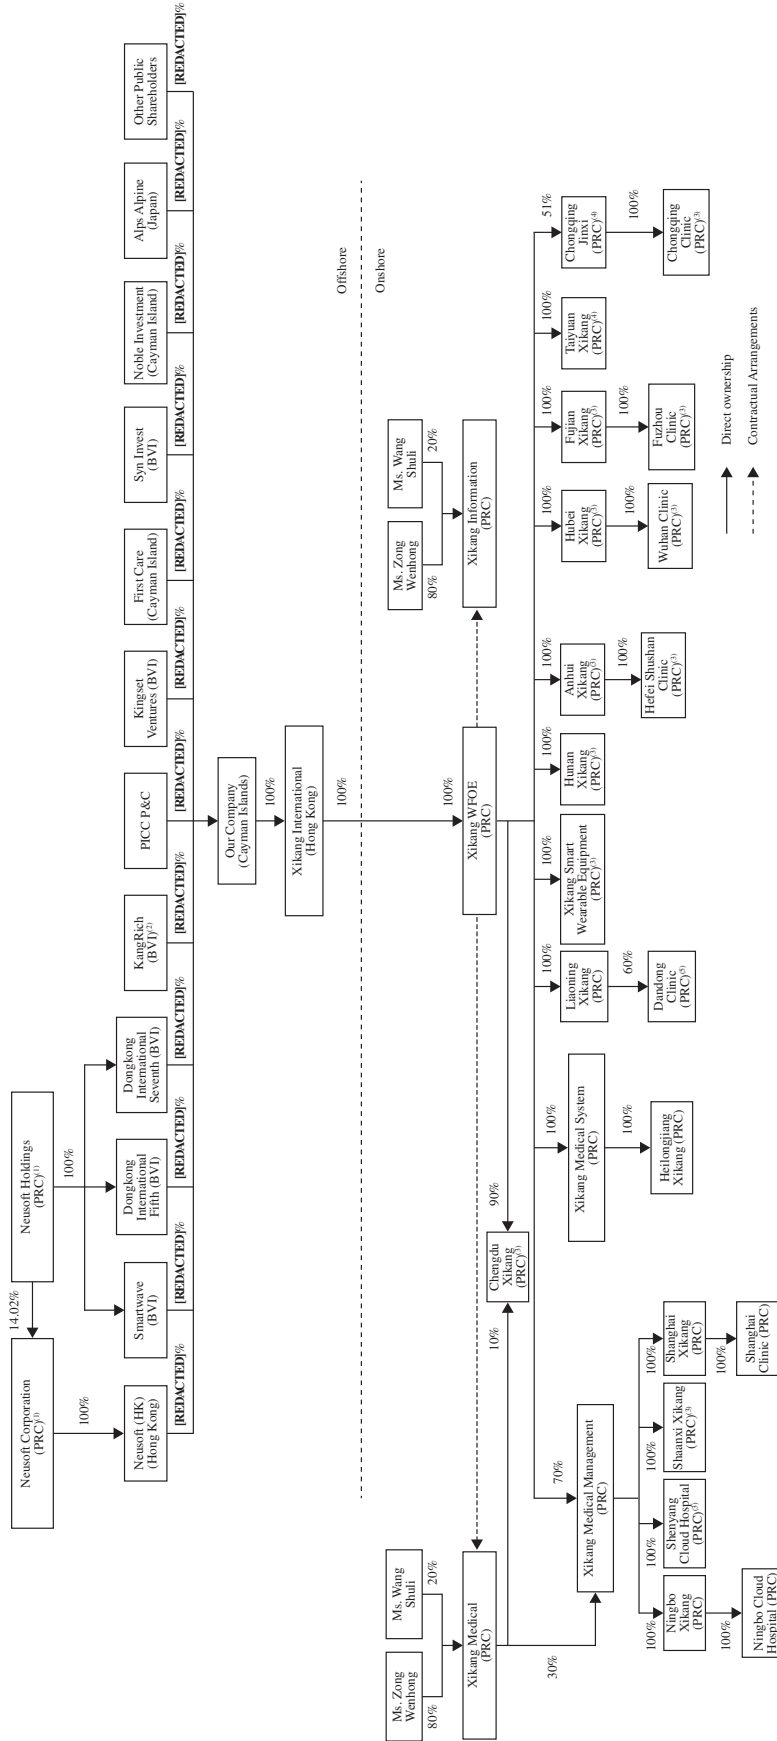 Neusoft Corporation
(PRC)(1)
14.02%
Neusoft Holdings
(PRC)(1)
100%
100%
Neusoft (HK)
(Hong Kong)
Smartwave
(BVI)
Dongkong
International
Fifth (BVI)
Dongkong
International
Seventh (BVI)
KangRich
(BVI)(2)
PICC P&C
Kingset
Ventures (BVI)
First Care
(Cayman Island)
Syn Invest
(BVI)
Noble Investment
(Cayman Island)
Alps Alpine
(Japan)
Other Public
Shareholders
[REDACTED]%
[REDACTED]%
[REDACTED]%
[REDACTED]%
[REDACTED]%
[REDACTED]%
[REDACTED]%
[REDACTED]%
[REDACTED]%
[REDACTED]%
[REDACTED]%
[REDACTED]%
Our Company
(Cayman Islands)
100%
Xikang International
(Hong Kong)
100%
Offshore
Onshore
Ms. Zong
Wenhong
Ms. Wang
Shuli
80%
20%
Xikang Medical
(PRC)
100%
Xikang WFOE
(PRC)
Ms. Zong
Wenhong
Ms. Wang
Shuli
80%
20%
Xikang Information
(PRC)
10%
Chengdu
Xikang
(PRC)(3)
90%
30%
70%
Xikang Medical Management
(PRC)
100%
Xikang Medical System
(PRC)
100%
Liaoning
Xikang
(PRC)
100%
Xikang Smart
Wearable Equipment
(PRC)(3)
100%
Hunan
Xikang
(PRC)(3)
100%
Anhui
Xikang
(PRC)(3)
100%
Hubei
Xikang
(PRC)(3)
100%
Fujian
Xikang
(PRC)(3)
100%
Taiyuan
Xikang
(PRC)(4)
51%
Chongqing
Jinxi
(PRC)(4)
100%
Ningbo
Xikang
(PRC)
100%
Shenyang
Cloud Hospital
(PRC)(3)
100%
Shaanxi Xikang
(PRC)(3)
100%
Shanghai
Xikang
(PRC)
100%
Ningbo Cloud
Hospital (PRC)
100%
Shanghai
Clinic (PRC)
100%
Heilongjiang
Xikang (PRC)
60%
Dandong
Clinic
(PRC)(5)
100%
Hefei Shushan
Clinic
(PRC)(3)
100%
Wuhan Clinic
(PRC)(3)
100%
Fuzhou
Clinic
(PRC)(3)
100%
Chongqing
Clinic
(PRC)(3)
Direct ownership
Contractual Arrangements